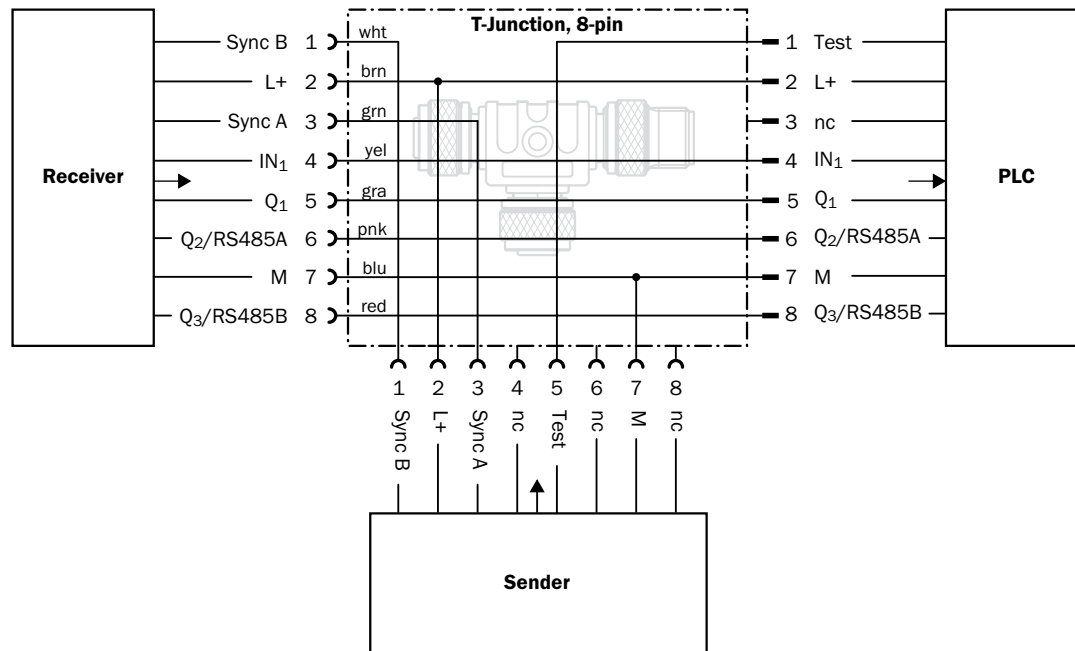 T-Junction, 8-pin
Sync B 1 wht 1 Test
L+ 2 brn 2 L+
Sync A 3 grn 3 nc
IN1 4 yel 4 IN1
Receiver PLC
Q1 5 gra 5 Q1
Q2/RS485A 6 pnk 6 Q2/RS485A
M 7 blu 7 M
Q3/RS485B 8 red 8 Q3/RS485B
1 2 3 4 5 6 7 8
Sync B L+ Sync A nc Test nc M nc
Sender